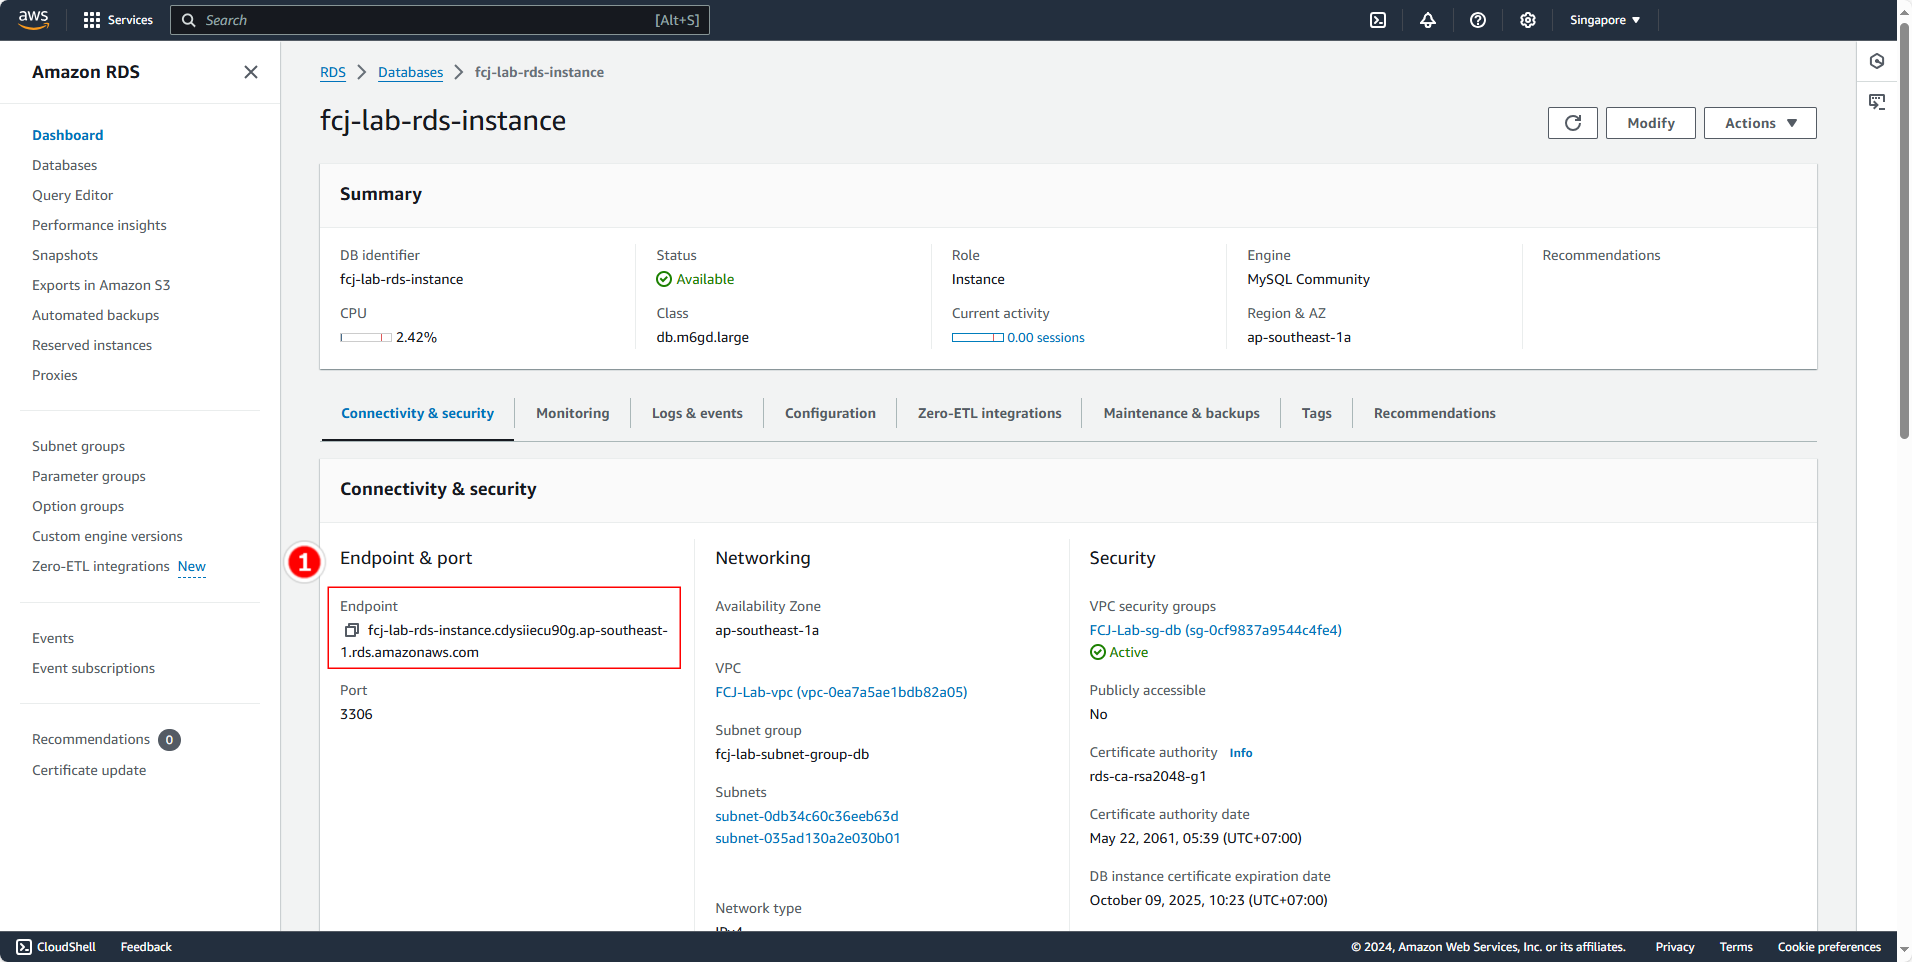 aws
Services
Search
[Alt+S]
Singapore
Amazon RDS
Dashboard
Databases
Query Editor
Performance insights
Snapshots
Exports in Amazon S3
Automated backups
Reserved instances
Proxies
Subnet groups
Parameter groups
Option groups
Custom engine versions
Zero-ETL integrations New
Events
Event subscriptions
Recommendations 0
Certificate update
RDS > Databases > fcj-lab-rds-instance
fcj-lab-rds-instance
Modify
Actions
Summary
DB identifier
fcj-lab-rds-instance
CPU
2.42%
Status
Available
Class
db.m6gd.large
Role
Instance
Current activity
0.00 sessions
Engine
MySQL Community
Region & AZ
ap-southeast-1a
Recommendations
Connectivity & security
Monitoring
Logs & events
Configuration
Zero-ETL integrations
Maintenance & backups
Tags
Recommendations
Connectivity & security
1
Endpoint & port
Endpoint
fcj-lab-rds-instance.cdysiiecu90g.ap-southeast-
1.rds.amazonaws.com
Port
3306
Networking
Availability Zone
ap-southeast-1a
VPC
FCJ-Lab-vpc (vpc-0ea7a5ae1bdb82a05)
Subnet group
fcj-lab-subnet-group-db
Subnets
subnet-0db34c60c36eeb63d
subnet-035ad130a2e030b01
Network type
IPv4
Security
VPC security groups
FCJ-Lab-sg-db (sg-0cf9837a9544c4fe4)
Active
Publicly accessible
No
Certificate authority Info
rds-ca-rsa2048-g1
Certificate authority date
May 22, 2061, 05:39 (UTC+07:00)
DB instance certificate expiration date
October 09, 2025, 10:23 (UTC+07:00)
CloudShell
Feedback
© 2024, Amazon Web Services, Inc. or its affiliates.
Privacy
Terms
Cookie preferences